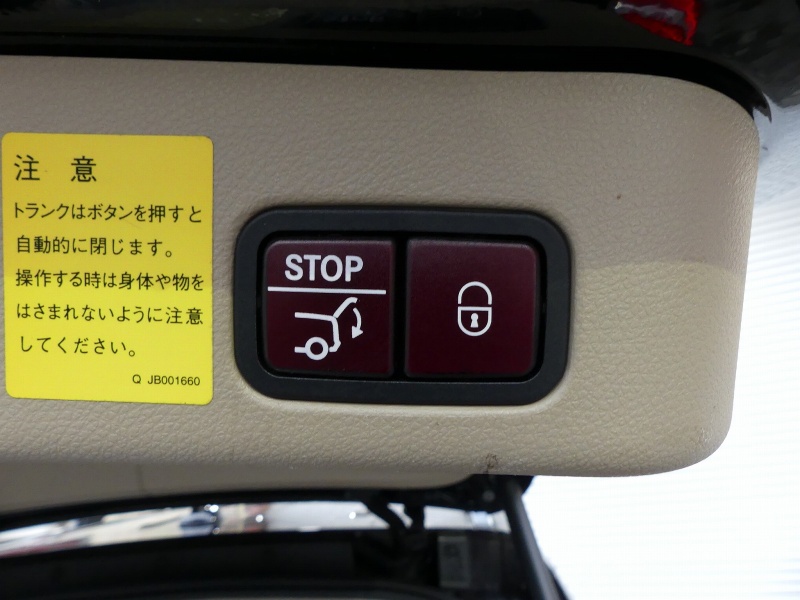 注 意
トランクはボタンを押すと
自動的に閉じます。
操作する時は身体や物を
はさまれないように注意
してください。
Q JB001660
STOP